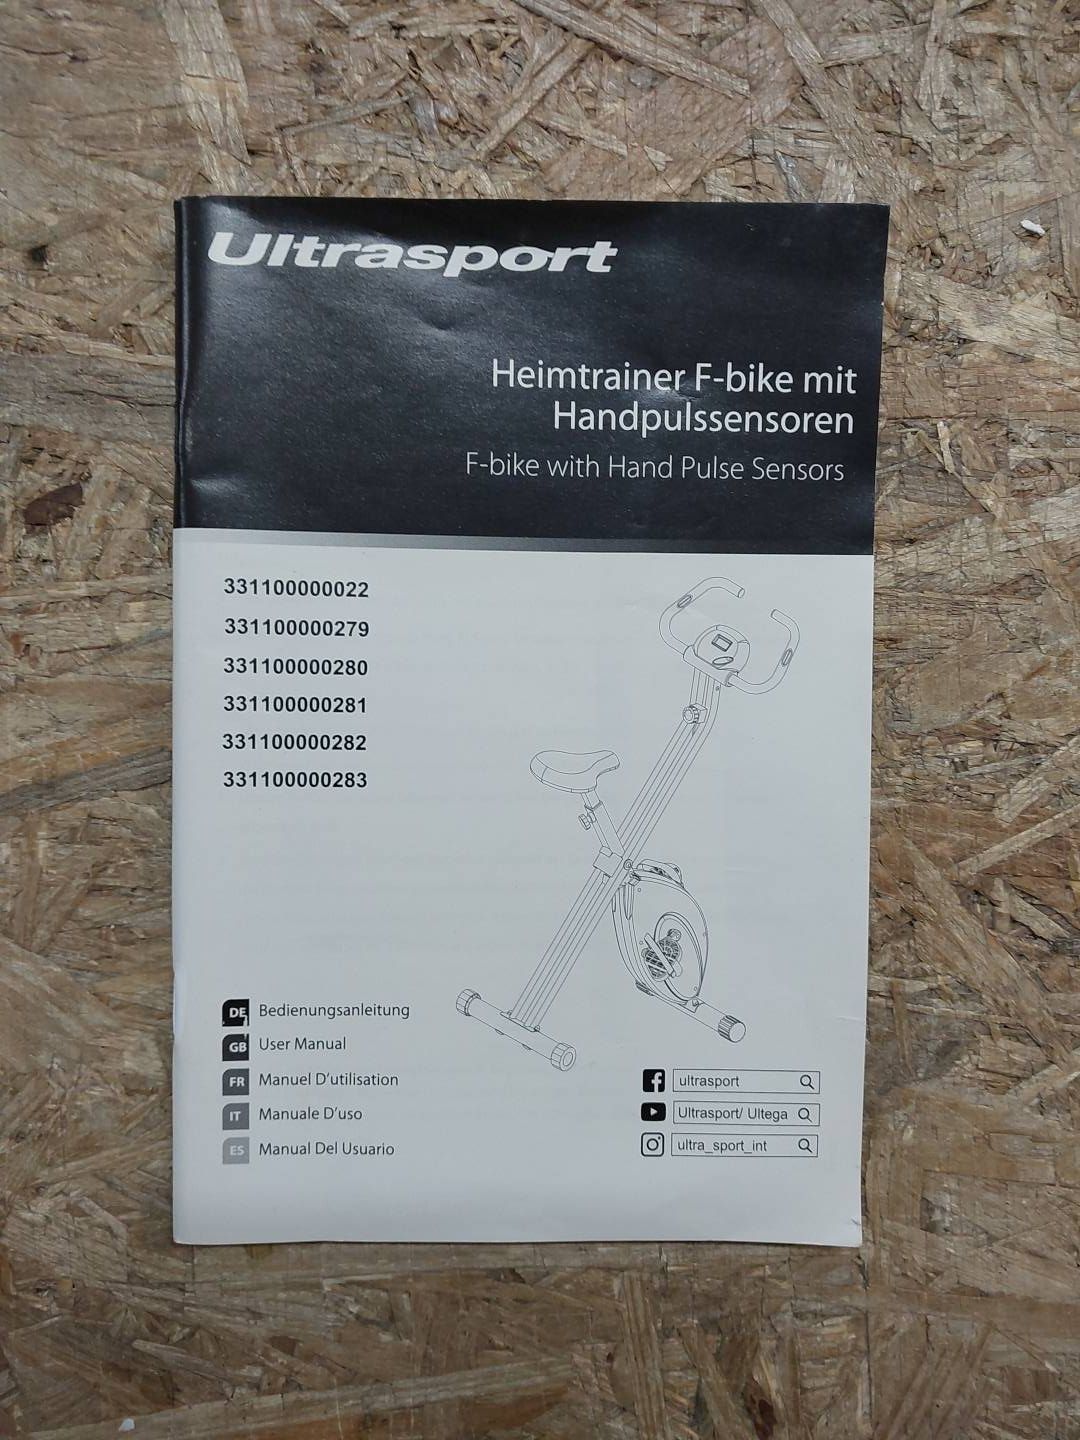 Ultrasport
Heimtrainer F-bike mit
Handpulssensoren
F-bike with Hand Pulse Sensors
331100000022
331100000279
331100000280
331100000281
331100000282
331100000283
DE Bedienungsanleitung
GB User Manual
FR Manuel D'utilisation
IT Manuale D'uso
ES Manual Del Usuario
ultrasport
Ultrasport/ Ultega
ultra_sport_int